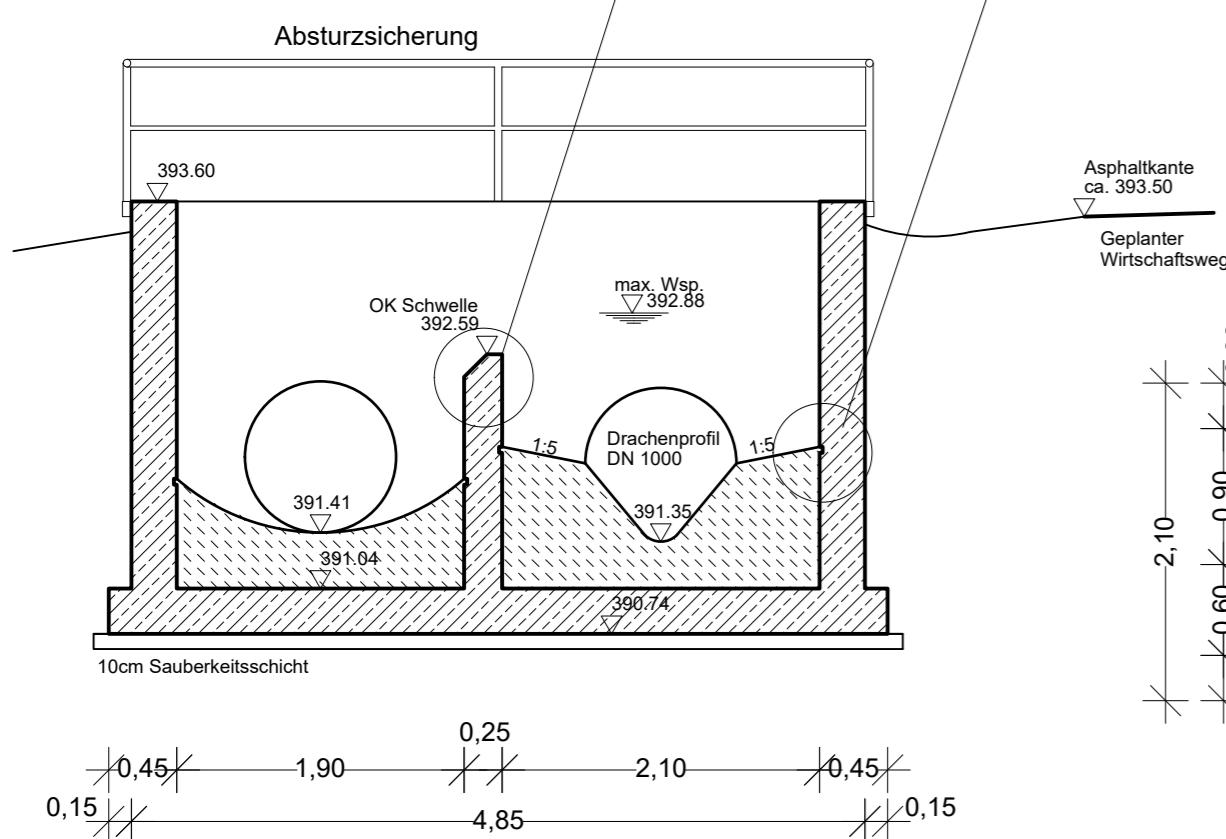 Absturzsicherung
393.60
Asphaltkante
ca. 393.50
Geplanter
Wirtschaftsweg
max. Wsp.
392.88
OK Schwelle
392.59
1:5
Drachenprofil
DN 1000
1:5
391.41
391.35
391.04
390.74
10cm Sauberkeitsschicht
2,10
0,90
0,60
0,25
0,45
1,90
2,10
0,45
0,15
4,85
0,15